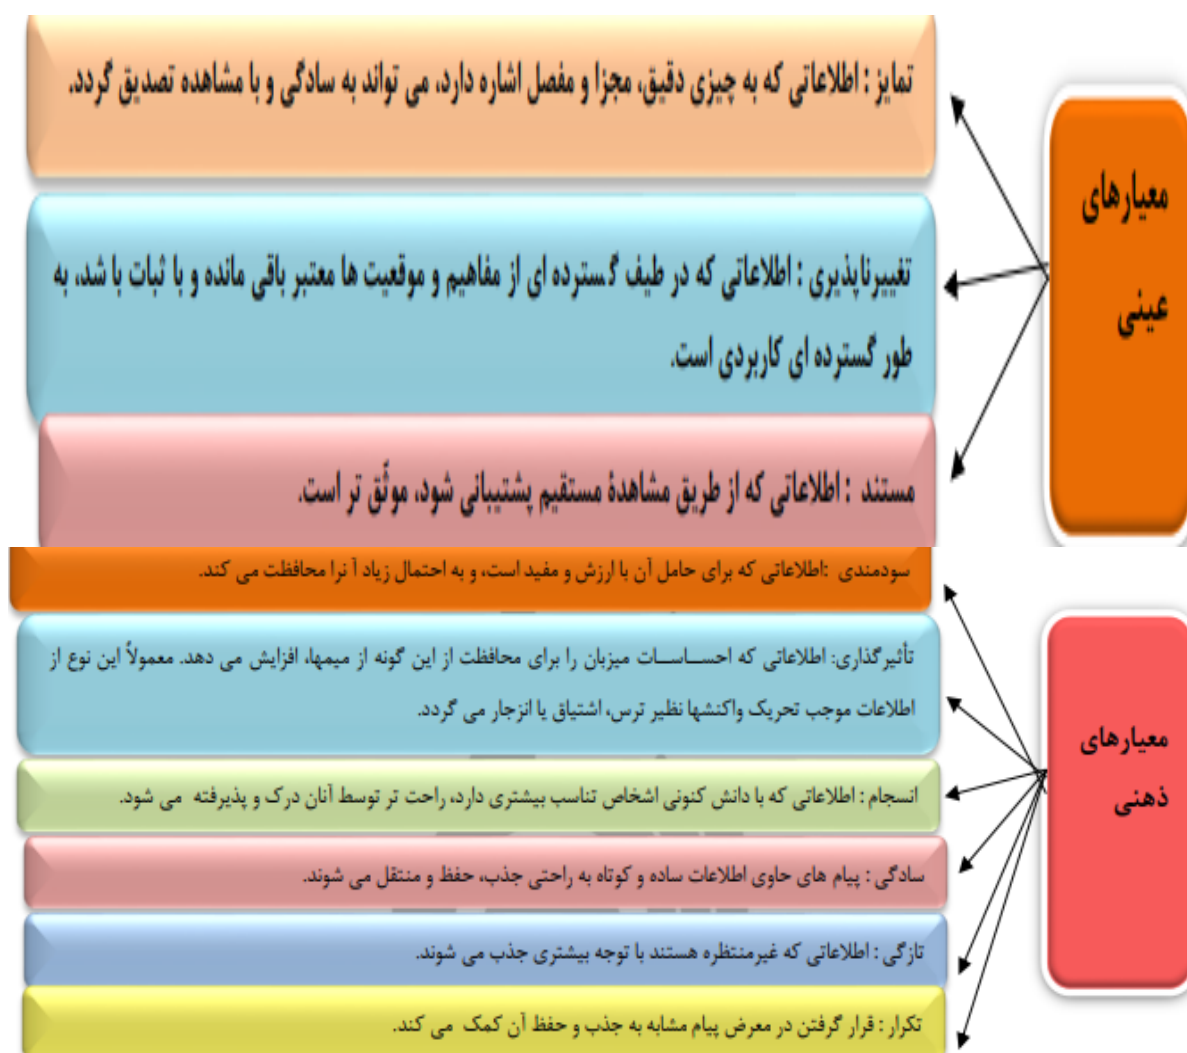 معیارهای
عینی
تمایز : اطلاعاتی که به چیزی دقیق، مجزا و مفصل اشاره دارد، می تواند به سادگی و با مشاهده تصدیق گردد.
تغییرناپذیری : اطلاعاتی که در طیف گسترده ای از مفاهیم و موقعیت ها معتبر باقی مانده و با ثبات با شد، به
طور گسترده ای کاربردی است.
مستند : اطلاعاتی که از طریق مشاهدۀ مستقیم پشتیبانی شود، موثّق تر است.
معیارهای
ذهنی
سودمندی :اطلاعاتی که برای حامل آن با ارزش و مفید است، و به احتمال زیاد آ نرا محافظت می کند.
تأثیرگذاری: اطلاعاتی که احســاســات میزبان را برای محافظت از این گونه از میمها، افزایش می دهد. معمولاً این نوع از
اطلاعات موجب تحریک واکنشها نظیر ترس، اشتیاق یا انزجار می گردد.
انسجام : اطلاعاتی که با دانش کنونی اشخاص تناسب بیشتری دارد، راحت تر توسط آنان درک و پذیرفته می شود.
سادگی : پیام های حاوی اطلاعات ساده و کوتاه به راحتی جذب، حفظ و منتقل می شوند.
تازگی : اطلاعاتی که غیرمنتظره هستند با توجه بیشتری جذب می شوند.
تکرار : قرار گرفتن در معرض پیام مشابه به جذب و حفظ آن کمک می کند.